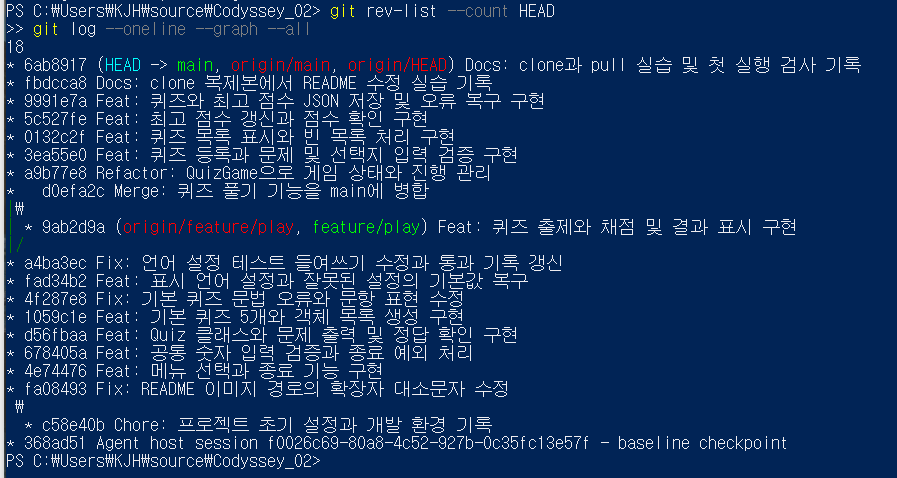 PS C:₩Users₩KJH₩source₩Codyssey_02> git rev-list --count HEAD
>> git log --oneline --graph --all
18
* 6ab8917 (HEAD -> main, origin/main, origin/HEAD) Docs: clone과 pull 실습 및 첫 실행 검사 기록
* fbdcca8 Docs: clone 복제본에서 README 수정 실습 기록
* 9991e7a Feat: 퀴즈와 최고 점수 JSON 저장 및 오류 복구 구현
* 5c527fe Feat: 최고 점수 갱신과 점수 확인 구현
* 0132c2f Feat: 퀴즈 목록 표시와 빈 목록 처리 구현
* 3ea55e0 Feat: 퀴즈 등록과 문제 및 선택지 입력 검증 구현
* a9b77e8 Refactor: QuizGame으로 게임 상태와 진행 관리
*   d0efa2c Merge: 퀴즈 풀기 기능을 main에 병합
|₩
| * 9ab2d9a (origin/feature/play, feature/play) Feat: 퀴즈 출제와 채점 및 결과 표시 구현
|/
* a4ba3ec Fix: 언어 설정 테스트 들여쓰기 수정과 통과 기록 갱신
* fad34b2 Feat: 표시 언어 설정과 잘못된 설정의 기본값 복구
* 4f287e8 Fix: 기본 퀴즈 문법 오류와 문항 표현 수정
* 1059c1e Feat: 기본 퀴즈 5개와 객체 목록 생성 구현
* d56fbaa Feat: Quiz 클래스와 문제 출력 및 정답 확인 구현
* 678405a Feat: 공통 숫자 입력 검증과 종료 예외 처리
* 4e74476 Feat: 메뉴 선택과 종료 기능 구현
* fa08493 Fix: README 이미지 경로의 확장자 대소문자 수정
₩
* c58e40b Chore: 프로젝트 초기 설정과 개발 환경 기록
* 368ad51 Agent host session f0026c69-80a8-4c52-927b-0c35fc13e57f - baseline checkpoint
PS C:₩Users₩KJH₩source₩Codyssey_02>